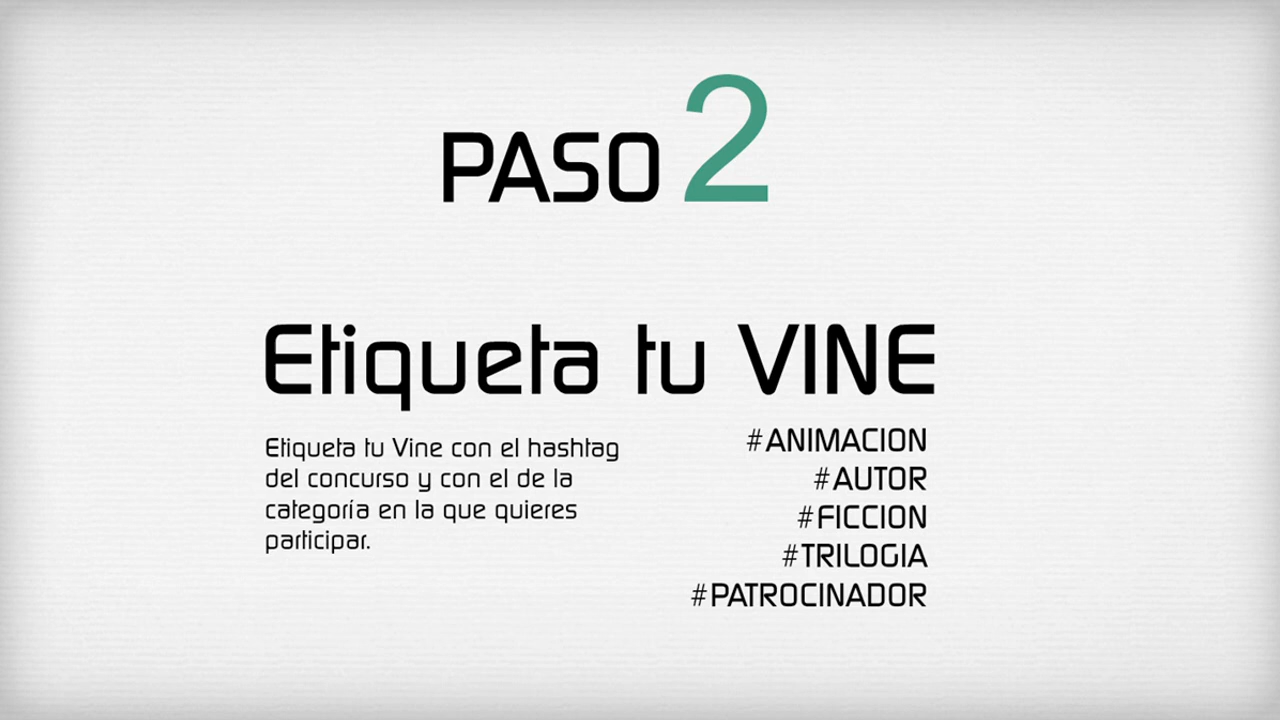 PASO 2
Etiqueta tu VINE
Etiqueta tu Vine con el hashtag
del concurso y con el de la
categoría en la que quieres
participar.
#ANIMACION
#AUTOR
#FICCION
#TRILOGIA
#PATROCINADOR